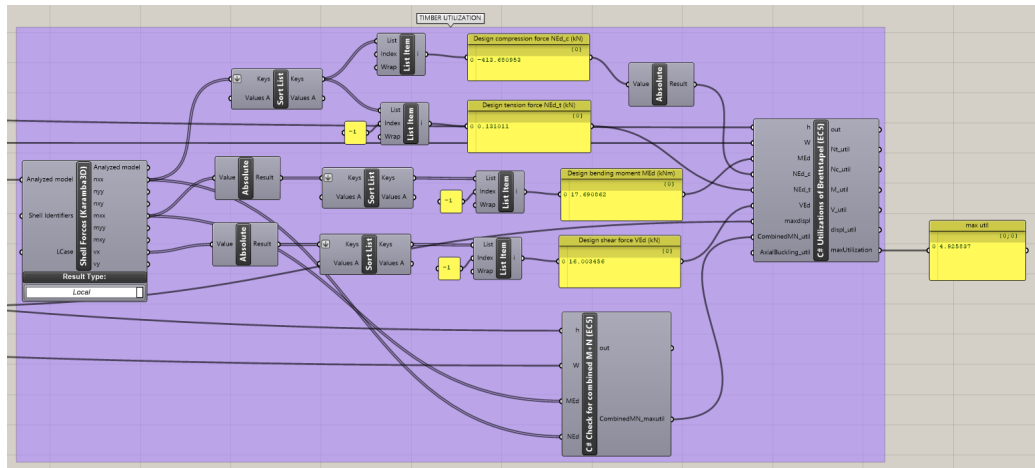 TIMBER UTILIZATION
List
Index
Wrap
List Item
i
Design compression force NEd_c (kN)
{0}
0 -413.680953
Keys
Values A
Sort List
Keys
Values A
Value
Absolute
Result
List
Index
Wrap
List Item
i
-1
Design tension force NEd_t (kN)
{0}
0 0.131011
Analyzed model
Shell Identifiers
LCase
Shell Forces (Karamba3D)
Analyzed model
nxx
nyy
nxy
mxx
myy
mxy
vx
vy
Result Type:
Local
Value
Absolute
Result
Keys
Values A
Sort List
Keys
Values A
-1
List
Index
Wrap
List Item
i
Design bending moment MEd (kNm)
{0}
0 17.690862
Value
Absolute
Result
Keys
Values A
Sort List
Keys
Values A
-1
List
Index
Wrap
List Item
i
Design shear force VEd (kN)
{0}
0 16.003656
h
W
MEd
NEd_c
NEd_t
VEd
maxdispl
CombinedMN_util
AxialBuckling_util
C# Utilizations of Brettstapel (EC5)
out
Nt_util
Nc_util
M_util
V_util
displ_util
maxUtilization
max util
{0;0}
0 4.925837
h
W
MEd
NEd
C# Check for combined M+N (EC5)
out
CombinedMN_maxutil